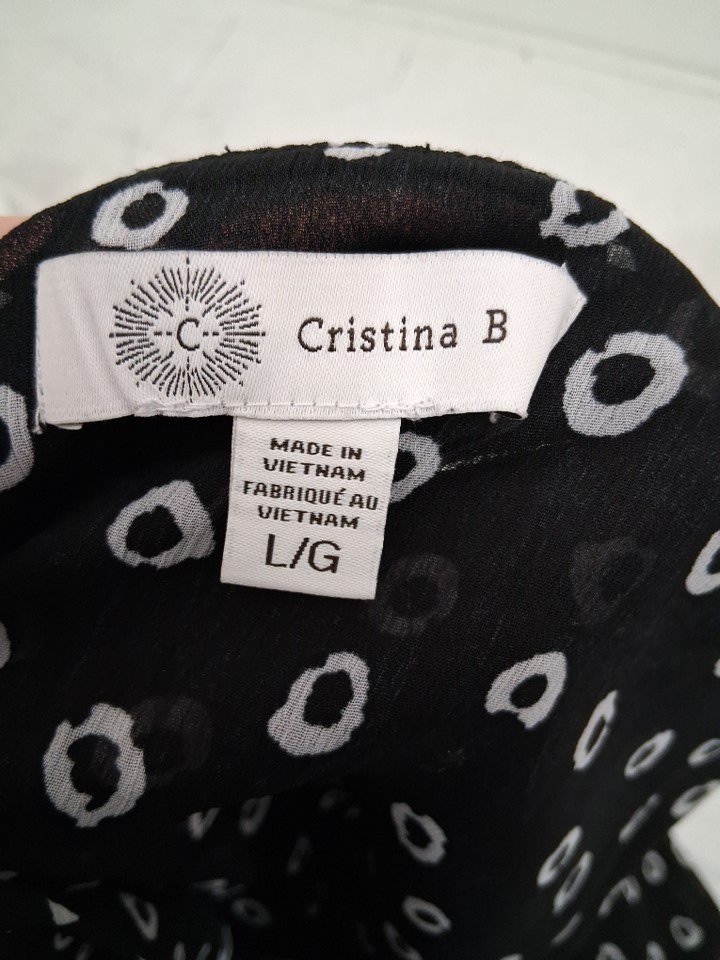 --C--
Cristina B
MADE IN
VIETNAM
FABRIQUÉ AU
VIETNAM
L/G